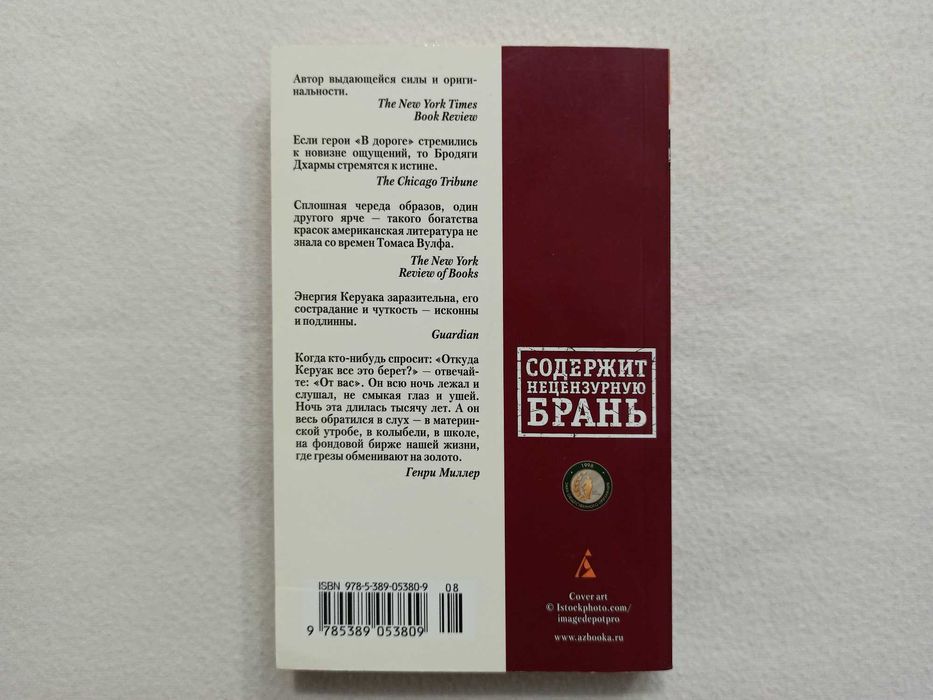 Автор выдающейся силы и ориги-
нальности.
The New York Times
Book Review
Если герои «В дороге» стремились
к новизне ощущений, то Бродяги
Дхармы стремятся к истине.
The Chicago Tribune
Сплошная череда образов, один
другого ярче — такого богатства
красок американская литература не
знала со времен Томаса Вулфа.
The New York
Review of Books
Энергия Керуака заразительна, его
сострадание и чуткость — исконны
и подлинны.
Guardian
Когда кто-нибудь спросит: «Откуда
Керуак все это берет?» — отвечай-
те: «От вас». Он всю ночь лежал и
слушал, не смыкая глаз и ушей.
Ночь эта длилась тысячу лет. А он
весь обратился в слух — в материн-
ской утробе, в колыбели, в школе,
на фондовой бирже нашей жизни,
где грезы обменивают на золото.
Генри Миллер
ISBN 978-5-389-05380-9
08
9 785389 053809
СОДЕРЖИТ
НЕЦЕНЗУРНУЮ
БРАНЬ
1998
Cover art
© Istockphoto.com/
imagedepotpro
www.azbooka.ru